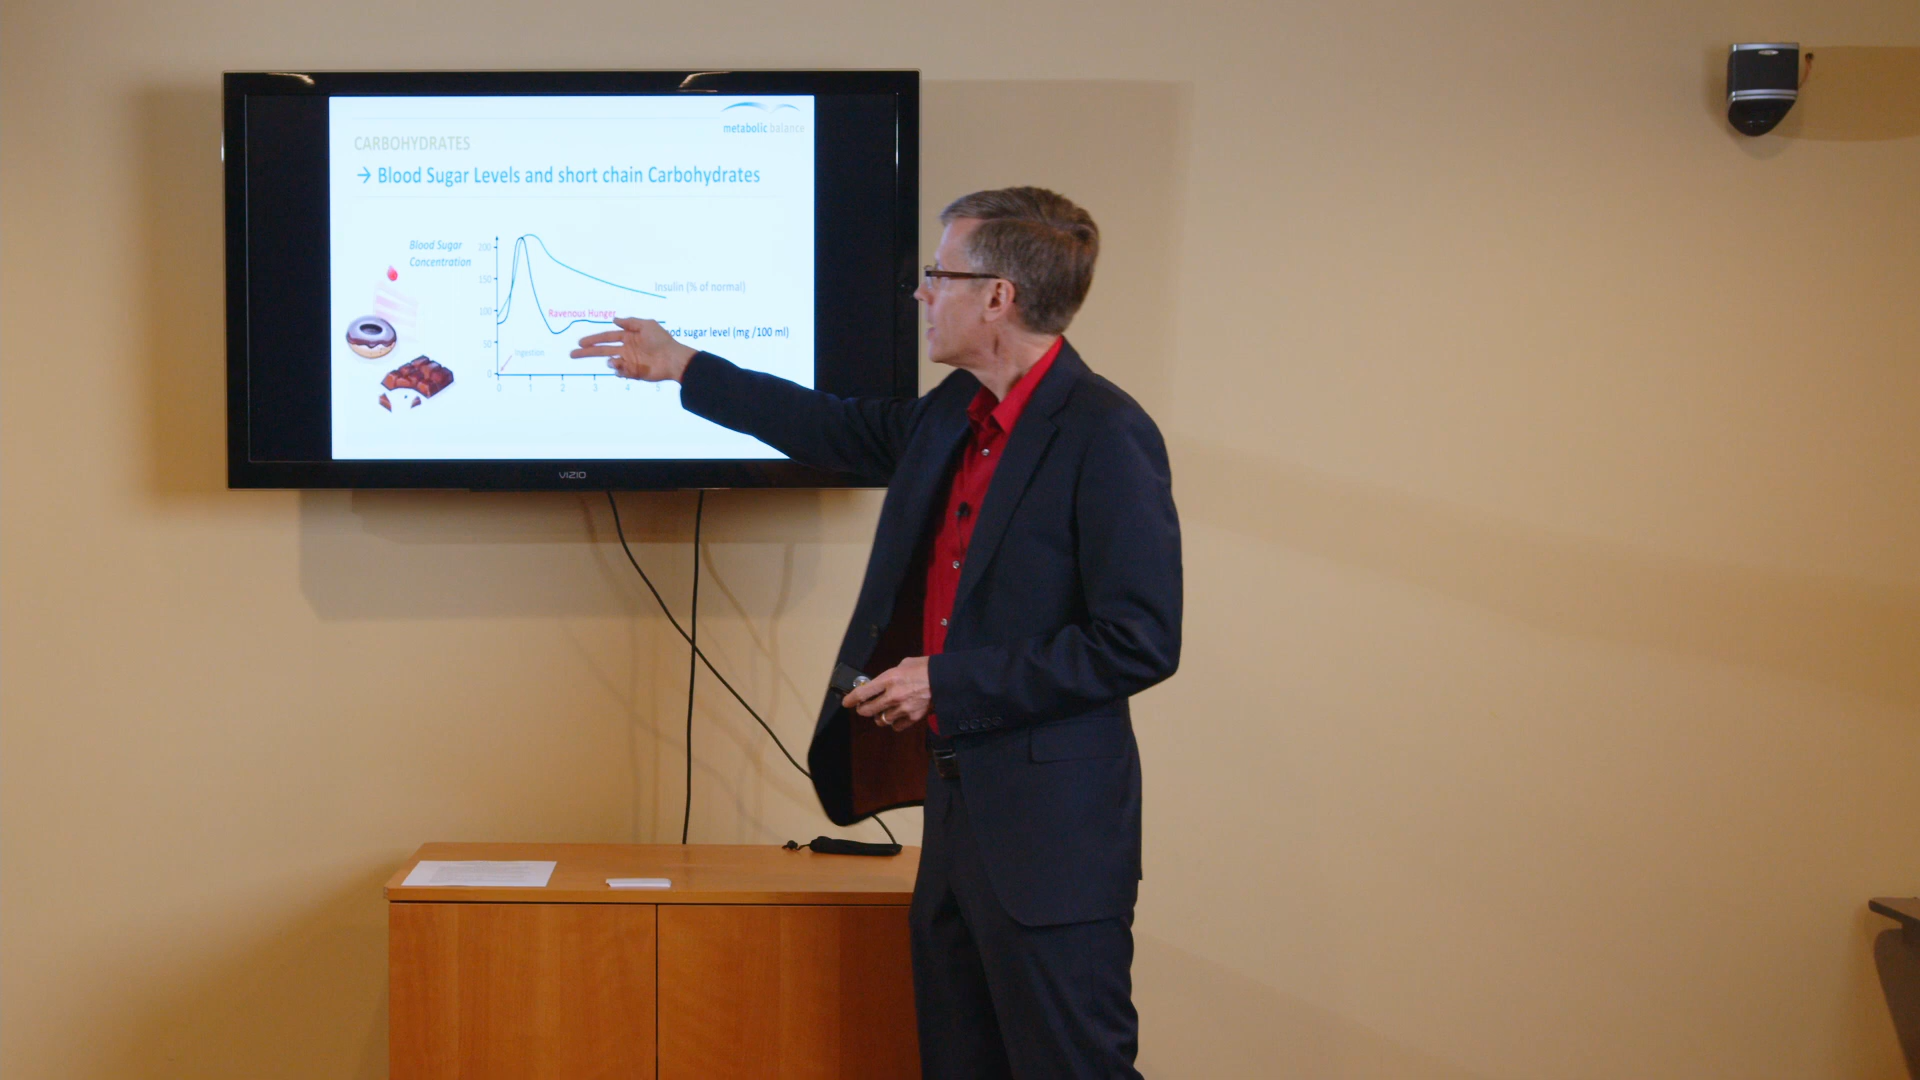 metabolic balance
CARBOHYDRATES
→ Blood Sugar Levels and short chain Carbohydrates
Blood Sugar
Concentration
200
150
100
50
0
Insulin (% of normal)
Ravenous Hunger
od sugar level (mg /100 ml)
Ingestion
0 1 2 3 4 5
VIZIO